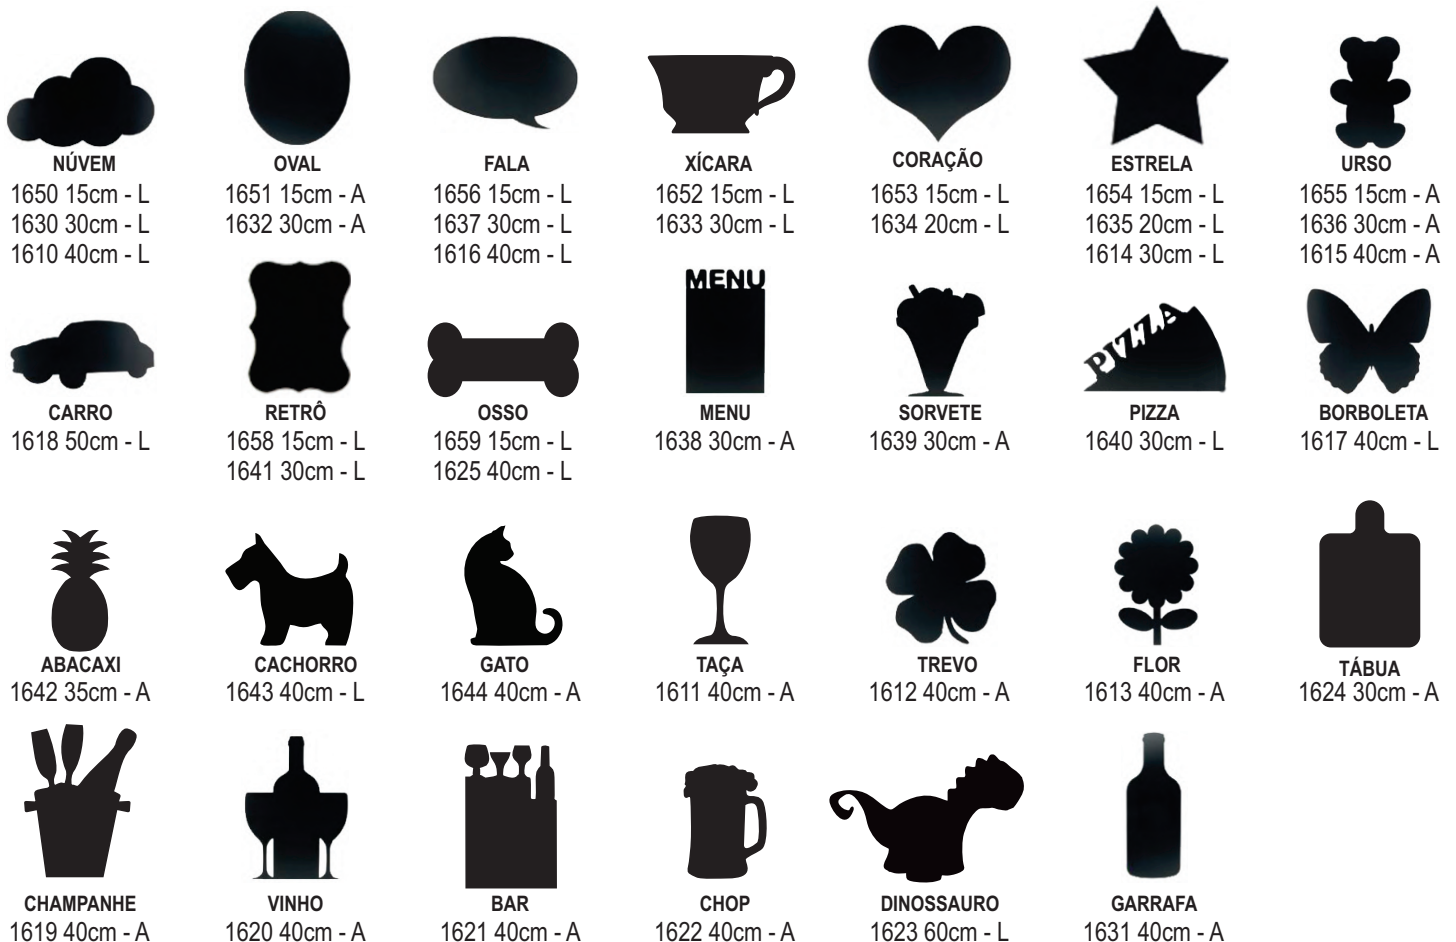 NÚVEM
1650 15cm - L
1630 30cm - L
1610 40cm - L
OVAL
1651 15cm - A
1632 30cm - A
FALA
1656 15cm - L
1637 30cm - L
1616 40cm - L
XÍCARA
1652 15cm - L
1633 30cm - L
CORAÇÃO
1653 15cm - L
1634 20cm - L
ESTRELA
1654 15cm - L
1635 20cm - L
1614 30cm - L
URSO
1655 15cm - A
1636 30cm - A
1615 40cm - A
CARRO
1618 50cm - L
RETRÔ
1658 15cm - L
1641 30cm - L
OSSO
1659 15cm - L
1625 40cm - L
MENU
MENU
1638 30cm - A
SORVETE
1639 30cm - A
PIZZA
PIZZA
1640 30cm - L
BORBOLETA
1617 40cm - L
ABACAXI
1642 35cm - A
CACHORRO
1643 40cm - L
GATO
1644 40cm - A
TAÇA
1611 40cm - A
TREVO
1612 40cm - A
FLOR
1613 40cm - A
TÁBUA
1624 30cm - A
CHAMPANHE
1619 40cm - A
VINHO
1620 40cm - A
BAR
1621 40cm - A
CHOP
1622 40cm - A
DINOSSAURO
1623 60cm - L
GARRAFA
1631 40cm - A